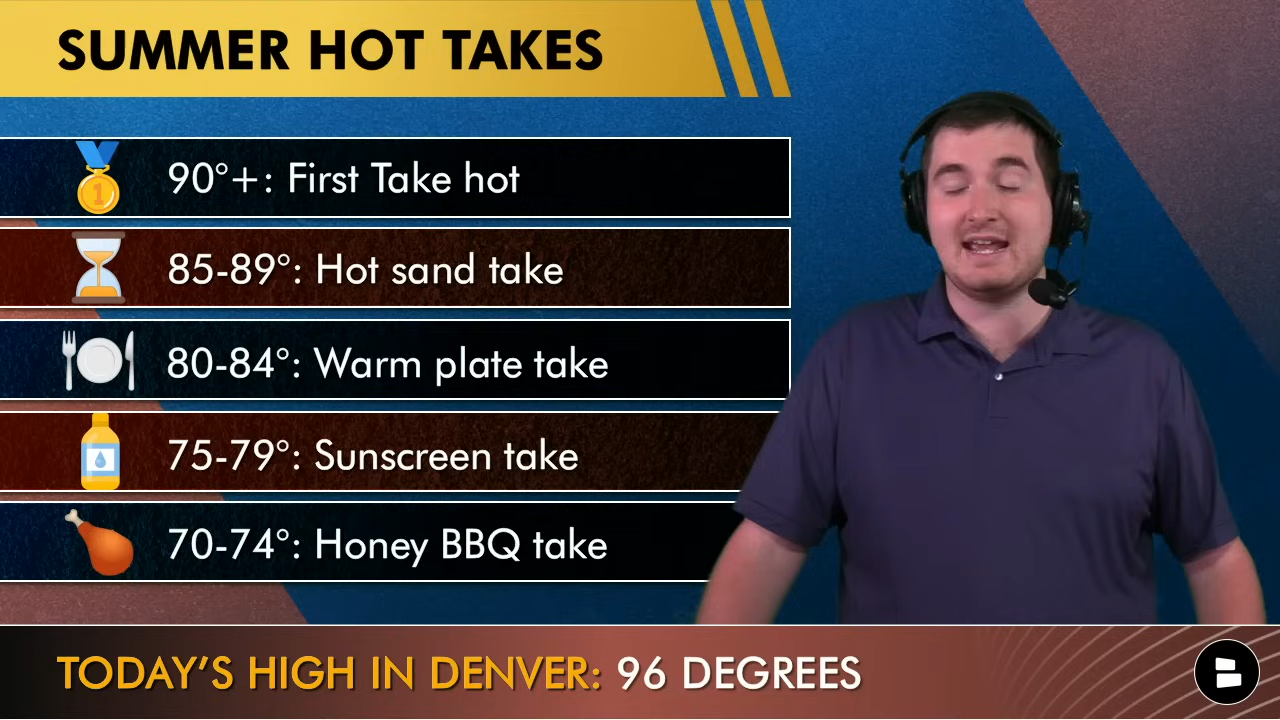 SUMMER HOT TAKES
90°+: First Take hot
85-89°: Hot sand take
80-84°: Warm plate take
75-79°: Sunscreen take
70-74°: Honey BBQ take
TODAY'S HIGH IN DENVER: 96 DEGREES